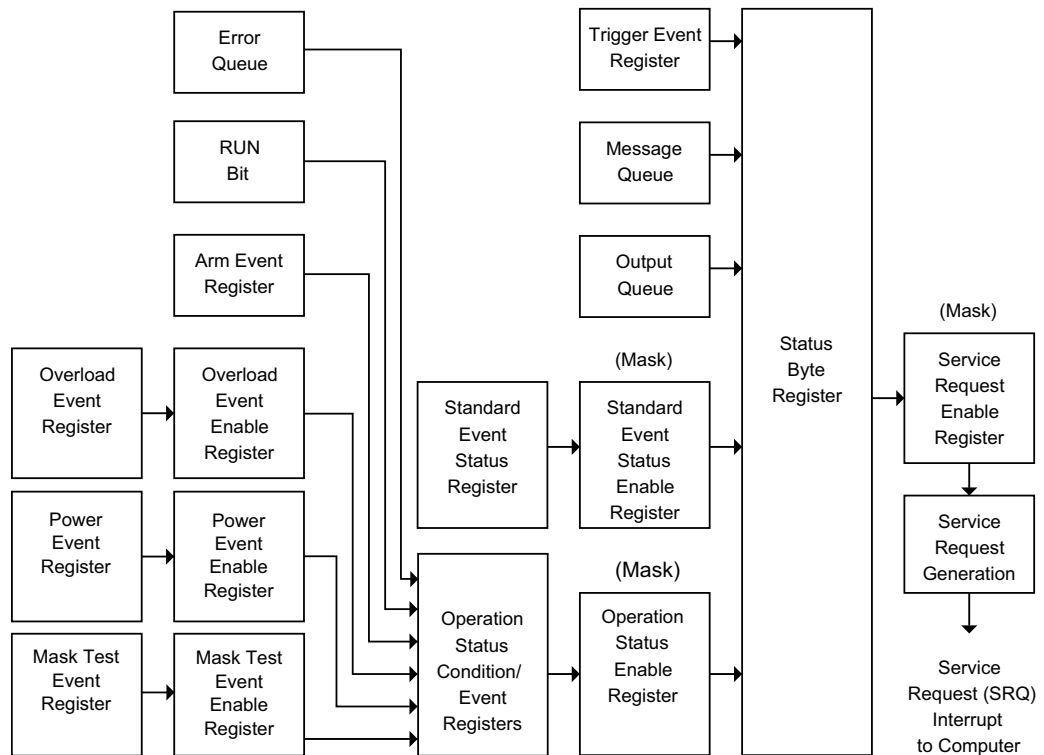 Error
Queue
RUN
Bit
Arm Event
Register
Overload
Event
Register
Overload
Event
Enable
Register
Power
Event
Register
Power
Event
Enable
Register
Mask Test
Event
Register
Mask Test
Event
Enable
Register
Standard
Event
Status
Register
Operation
Status
Condition/
Event
Registers
Trigger Event
Register
Message
Queue
Output
Queue
(Mask)
Standard
Event
Status
Enable
Register
(Mask)
Operation
Status
Enable
Register
Status
Byte
Register
(Mask)
Service
Request
Enable
Register
Service
Request
Generation
Service
Request (SRQ)
Interrupt
to Computer